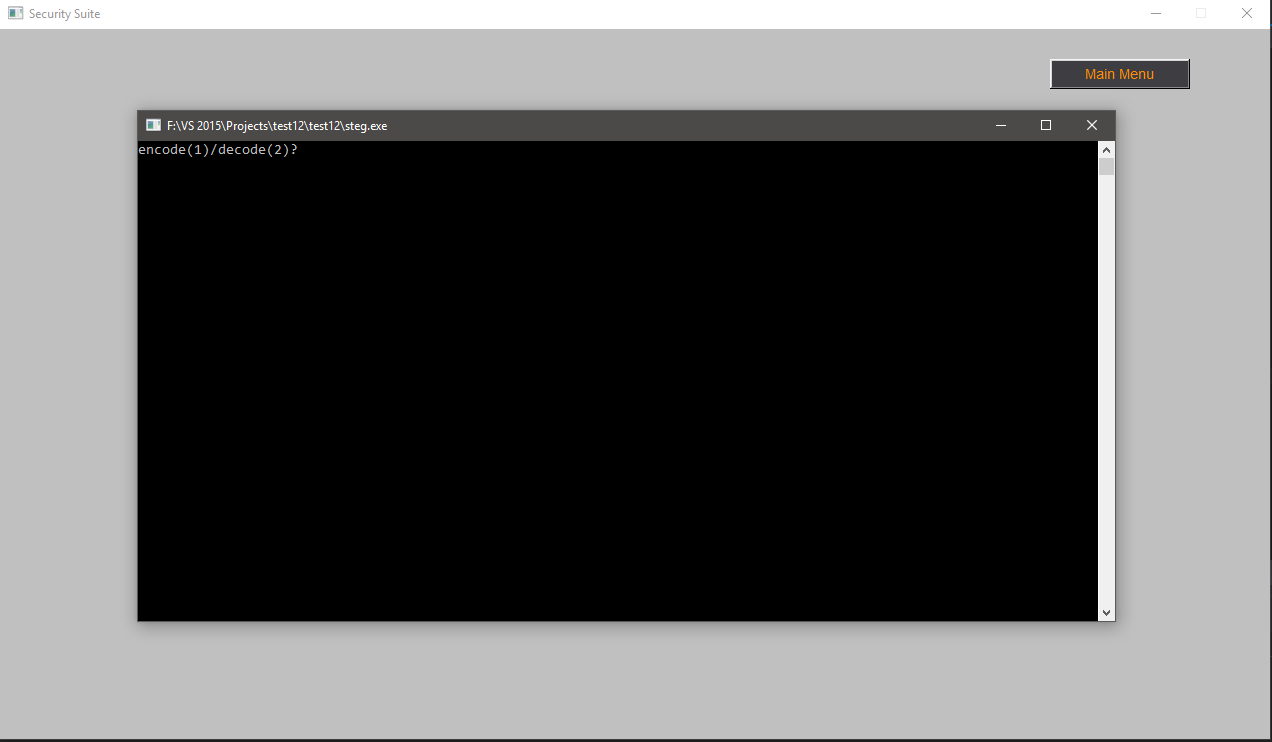 Security Suite
Main Menu
F:\VS 2015\Projects\test12\test12\steg.exe
encode(1)/decode(2)?